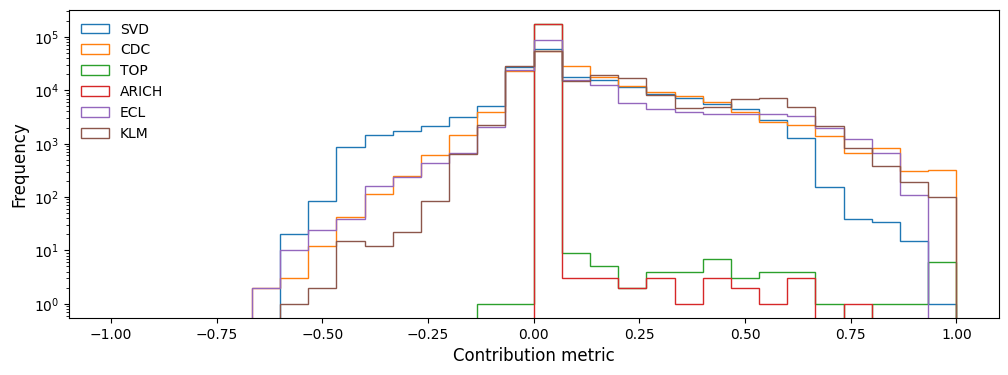 SVD
CDC
TOP
ARICH
ECL
KLM
Frequency
10⁵
10⁴
10³
10²
10¹
10⁰
−1.00 −0.75 −0.50 −0.25 0.00 0.25 0.50 0.75 1.00
Contribution metric